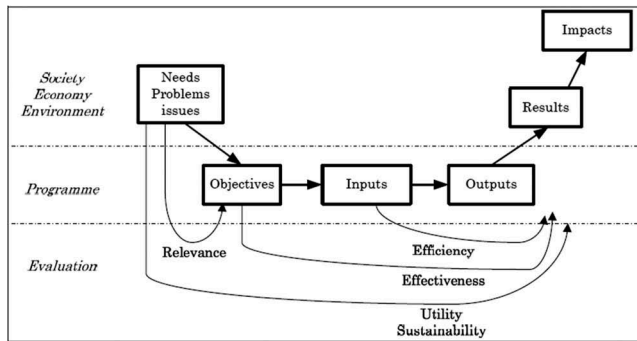 Impacts
Society
Economy
Environment
Needs
Problems
issues
Results
Programme
Objectives
Inputs
Outputs
Relevance
Efficiency
Evaluation
Effectiveness
Utility
Sustainability